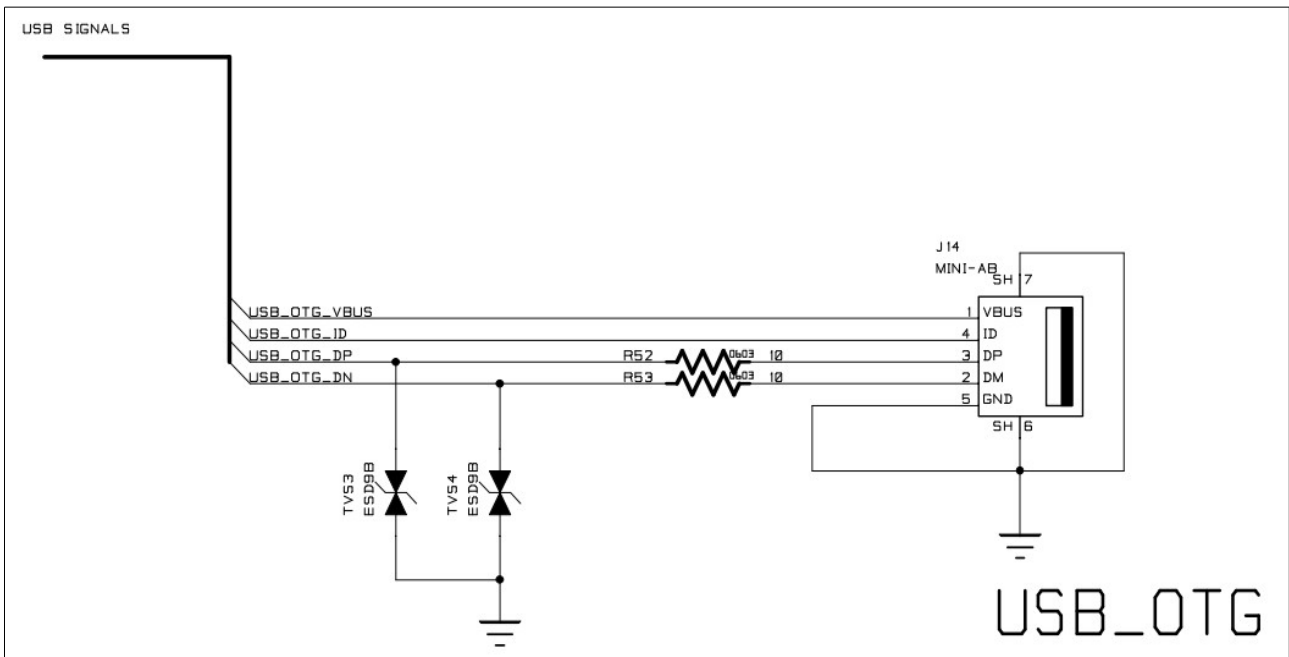 USB SIGNALS
J14
MINI-AB
SH 7
USB_OTG_VBUS
1 VBUS
USB_OTG_ID
4 ID
USB_OTG_DP
R52 0603 10
3 DP
USB_OTG_DN
R53 0603 10
2 DM
5 GND
SH 6
TVS3
ESD9B
TVS4
ESD9B
USB_OTG